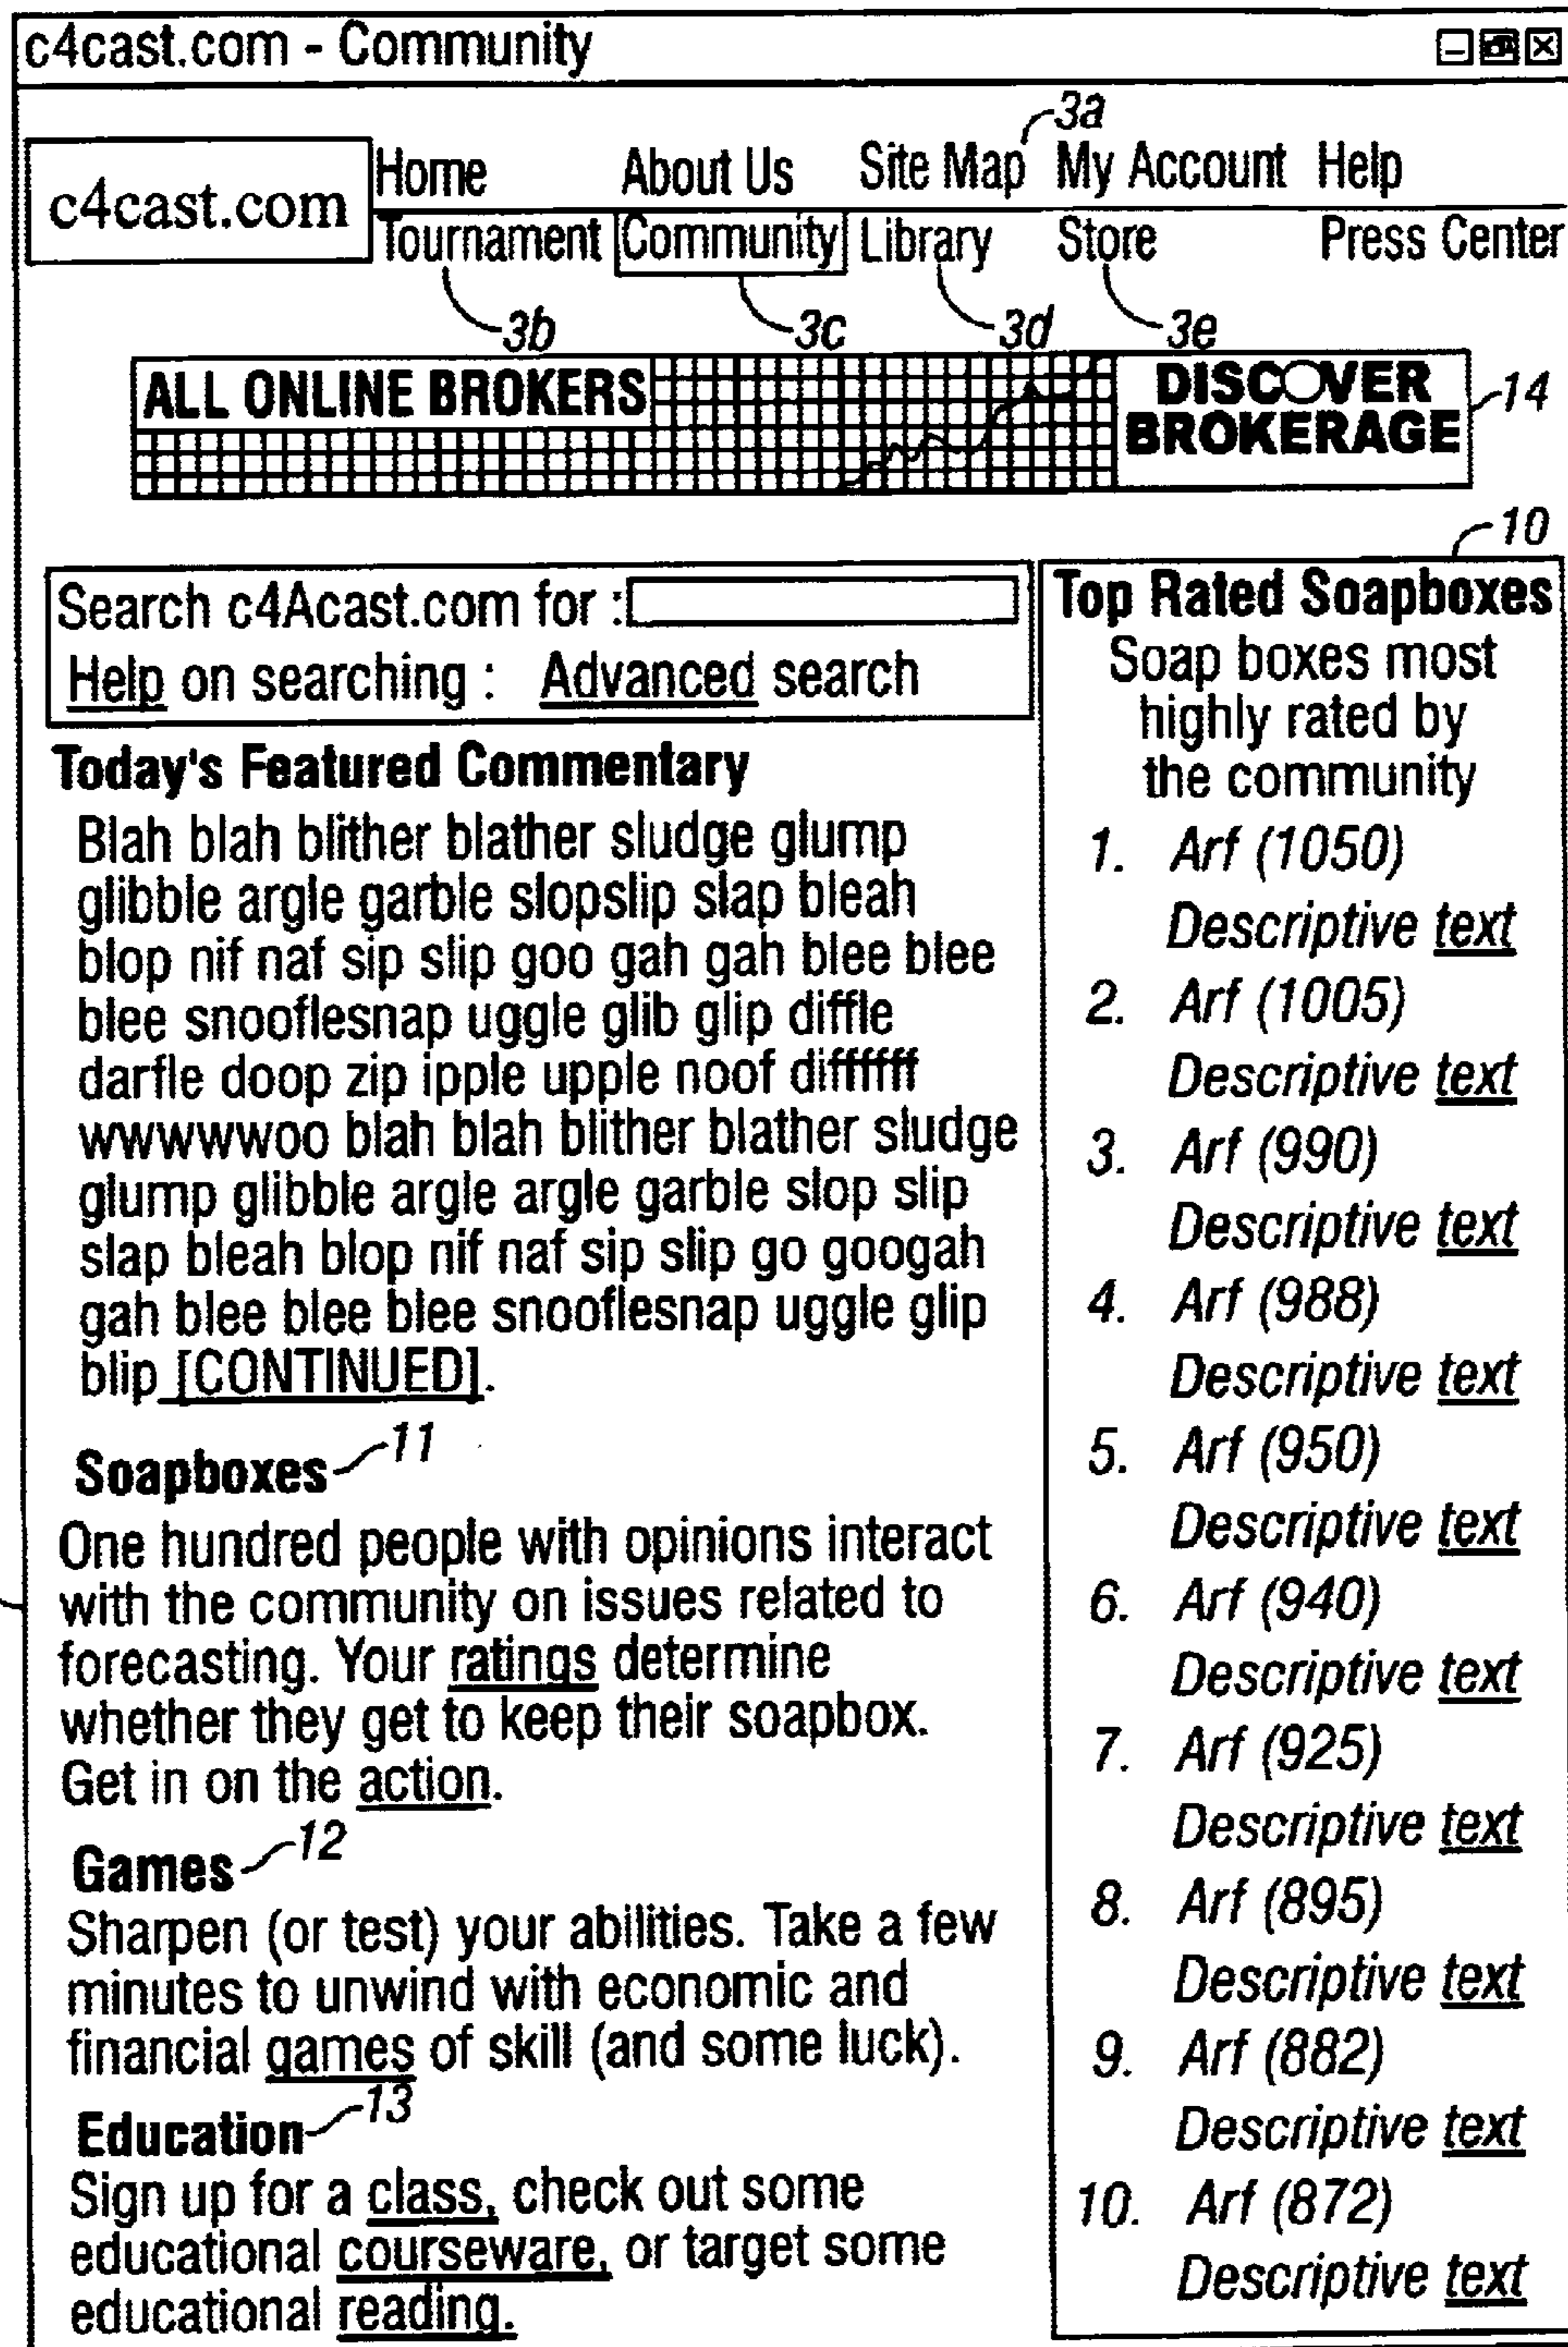 c4cast.com - Community
3a
c4cast.com
Home About Us Site Map My Account Help
Tournament Community Library Store Press Center
3b 3c 3d 3e
ALL ONLINE BROKERS
DISCOVER
BROKERAGE
14
10
Search c4Acast.com for :
Help on searching : Advanced search
Today's Featured Commentary
Blah blah blither blather sludge glump
glibble argle garble slopslip slap bleah
blop nif naf sip slip goo gah gah blee blee
blee snooflesnap uggle glib glip diffle
darfle doop zip ipple upple noof diffffff
wwwwwoo blah blah blither blather sludge
glump glibble argle argle garble slop slip
slap bleah blop nif naf sip slip go googah
gah blee blee blee snooflesnap uggle glip
blip [CONTINUED].
Soapboxes 11
One hundred people with opinions interact
with the community on issues related to
forecasting. Your ratings determine
whether they get to keep their soapbox.
Get in on the action.
Games 12
Sharpen (or test) your abilities. Take a few
minutes to unwind with economic and
financial games of skill (and some luck).
Education 13
Sign up for a class, check out some
educational courseware, or target some
educational reading.
Top Rated Soapboxes
Soap boxes most
highly rated by
the community
1. Arf (1050)
Descriptive text
2. Arf (1005)
Descriptive text
3. Arf (990)
Descriptive text
4. Arf (988)
Descriptive text
5. Arf (950)
Descriptive text
6. Arf (940)
Descriptive text
7. Arf (925)
Descriptive text
8. Arf (895)
Descriptive text
9. Arf (882)
Descriptive text
10. Arf (872)
Descriptive text